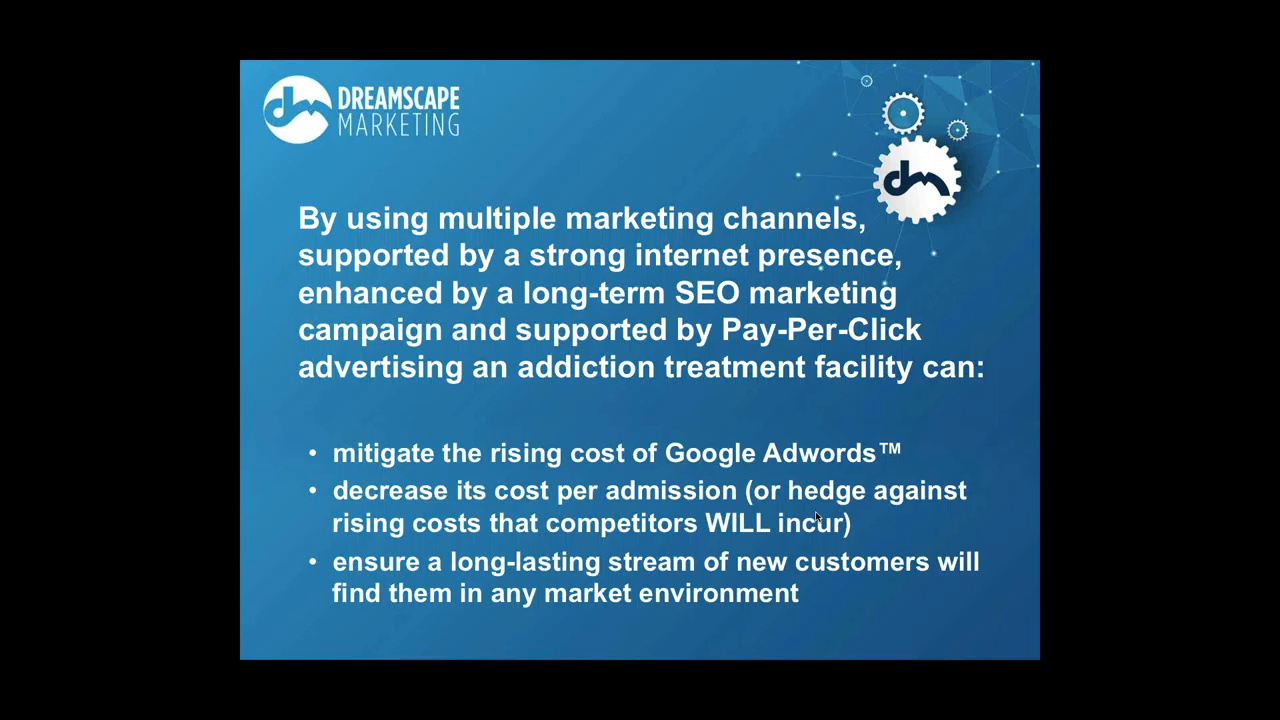 DREAMSCAPE
MARKETING
dm
By using multiple marketing channels,
supported by a strong internet presence,
enhanced by a long-term SEO marketing
campaign and supported by Pay-Per-Click
advertising an addiction treatment facility can:
• mitigate the rising cost of Google Adwords™
• decrease its cost per admission (or hedge against
rising costs that competitors WILL incur)
• ensure a long-lasting stream of new customers will
find them in any market environment